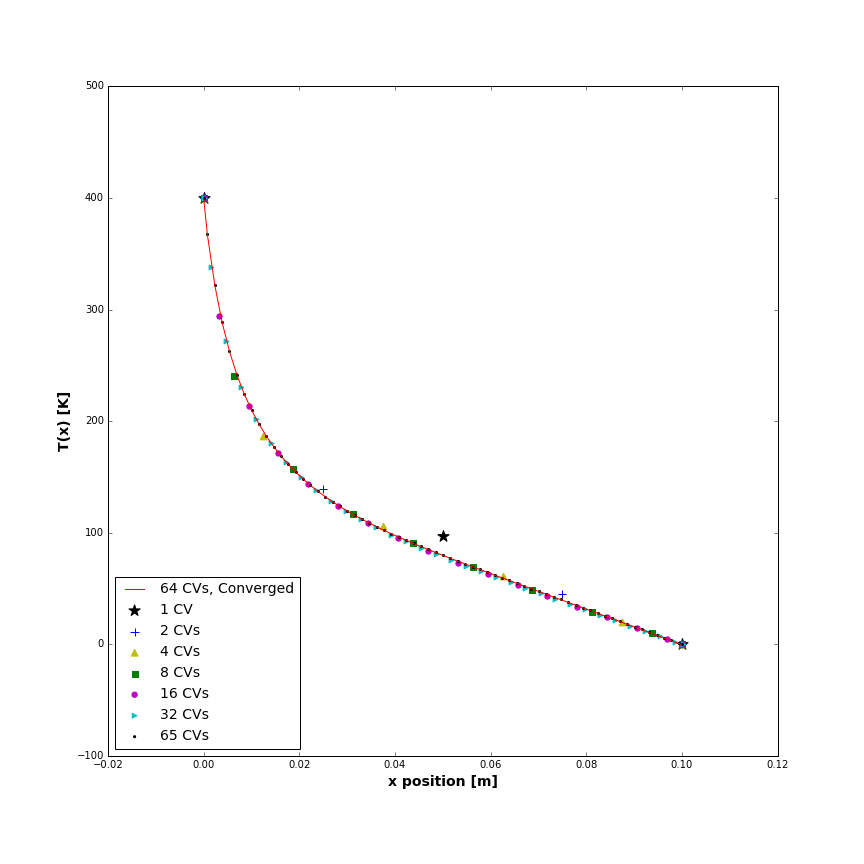 500
400
300
200
100
0
−100
T(x) [K]
64 CVs, Converged
1 CV
2 CVs
4 CVs
8 CVs
16 CVs
32 CVs
65 CVs
−0.02 0.00 0.02 0.04 0.06 0.08 0.10 0.12
x position [m]